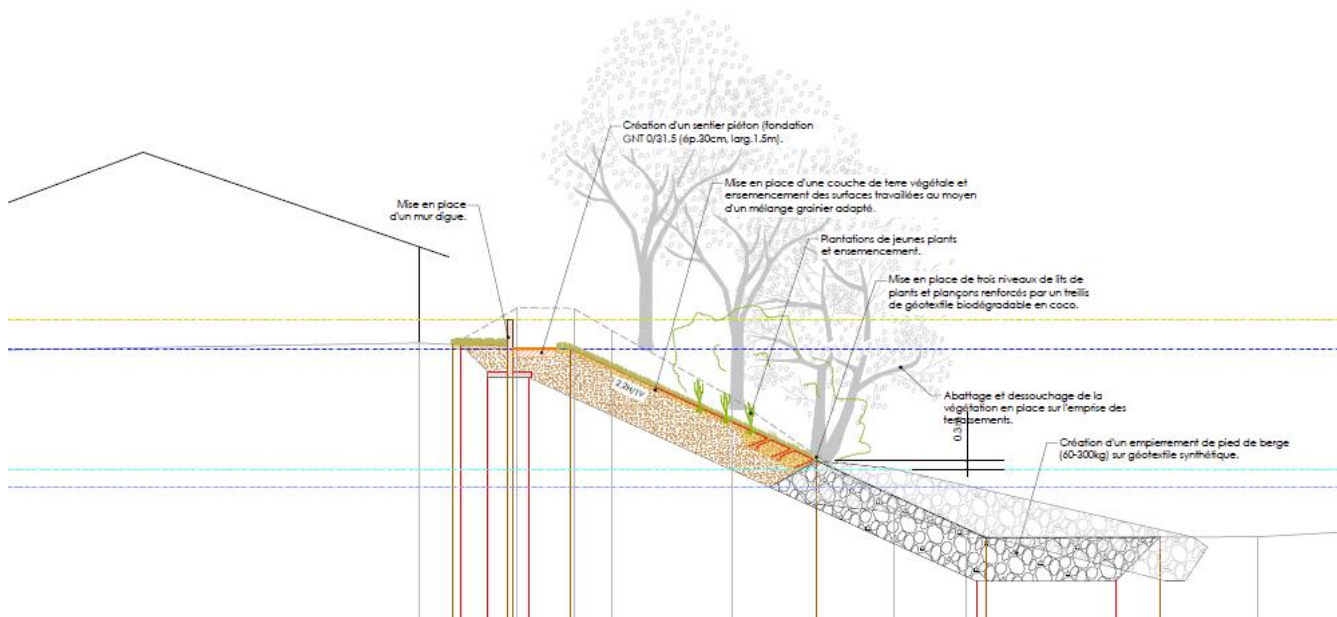 Création d'un sentier piéton (fondation
GNT 0/31.5 (ép.30cm, larg.1.5m).
Mise en place d'une couche de terre végétale et
ensemencement des surfaces travaillées au moyen
d'un mélange grainier adapté.
Mise en place
d'un mur digue.
Plantations de jeunes plants
et ensemencement.
Mise en place de trois niveaux de lits de
plants et plançons renforcés par un treillis
de géotextile biodégradable en coco.
2.2H/1V
Abattage et dessouchage de la
végétation en place sur l'emprise des
terrassements.
Création d'un empierrement de pied de berge
(60-300kg) sur géotextile synthétique.